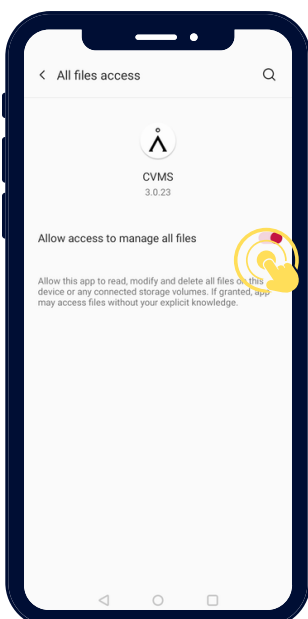 All files access
CVMS
3.0.23
Allow access to manage all files
Allow this app to read, modify and delete all files on this
device or any connected storage volumes. If granted, app
may access files without your explicit knowledge.